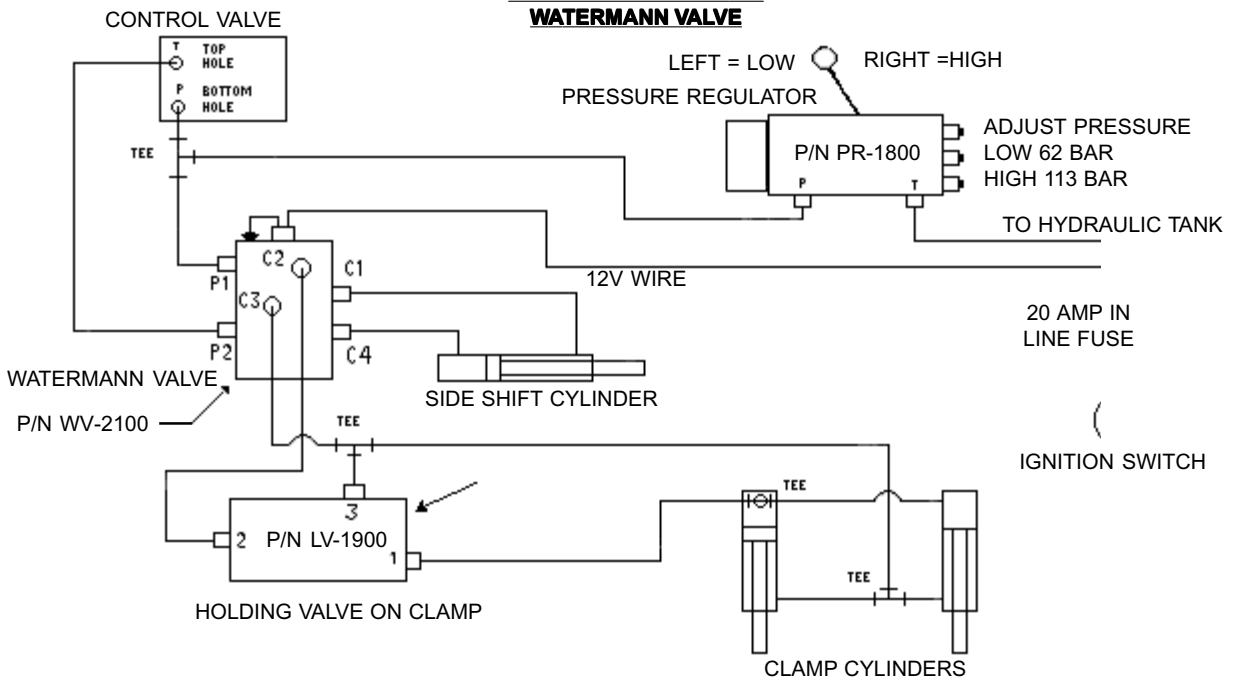 WATERMANN VALVE
CONTROL VALVE
T TOP
HOLE
P BOTTOM
HOLE
TEE
LEFT = LOW
RIGHT =HIGH
PRESSURE REGULATOR
P/N PR-1800
P T
ADJUST PRESSURE
LOW 62 BAR
HIGH 113 BAR
TO HYDRAULIC TANK
12V WIRE
20 AMP IN
LINE FUSE
IGNITION SWITCH
C2
C1
P1
C3
P2
C4
WATERMANN VALVE
P/N WV-2100
SIDE SHIFT CYLINDER
TEE
3
2 P/N LV-1900 1
HOLDING VALVE ON CLAMP
TEE
TEE
CLAMP CYLINDERS